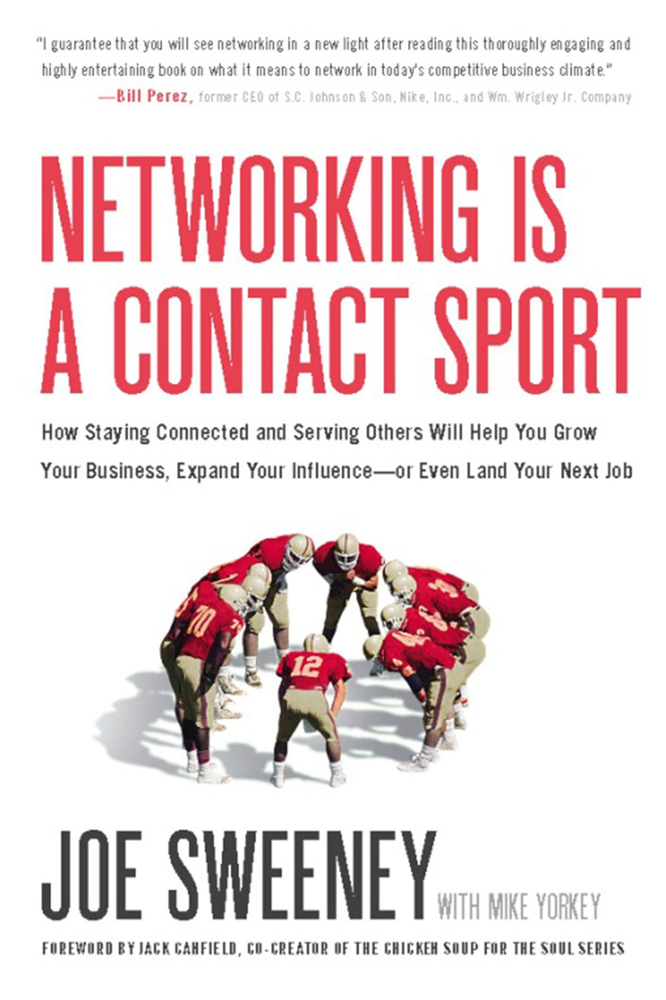 “I guarantee that you will see networking in a new light after reading this thoroughly engaging and
highly entertaining book on what it means to network in today's competitive business climate.”
—Bill Perez, former CEO of S.C. Johnson & Son, Nike, Inc., and Wm. Wrigley Jr. Company
NETWORKING IS
A CONTACT SPORT
How Staying Connected and Serving Others Will Help You Grow
Your Business, Expand Your Influence—or Even Land Your Next Job
70
12
JOE SWEENEY
WITH MIKE YORKEY
FOREWORD BY JACK CANFIELD, CO-CREATOR OF THE CHICKEN SOUP FOR THE SOUL SERIES